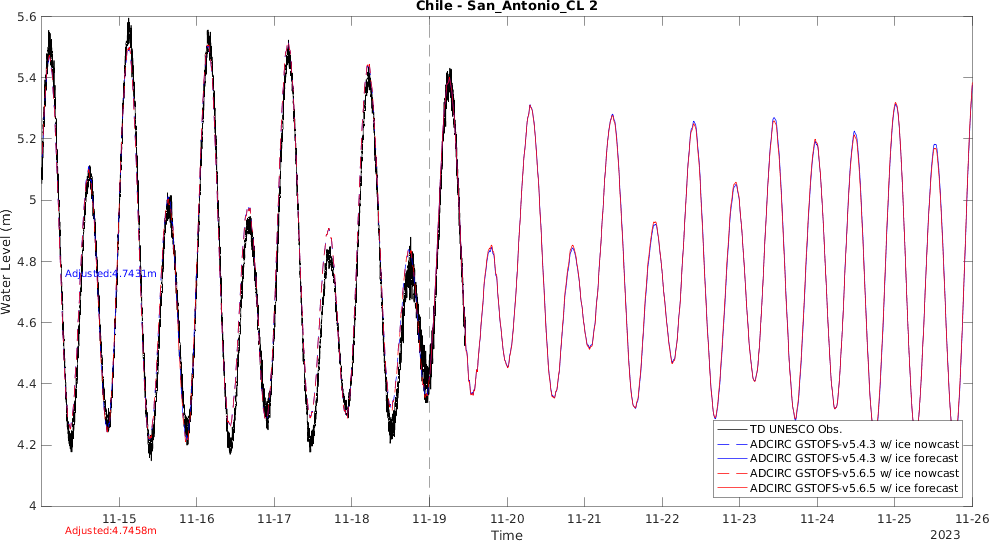 Chile - San_Antonio_CL 2
5.6
5.4
5.2
5
4.8
4.6
4.4
4.2
4
Water Level (m)
Adjusted:4.7431m
TD UNESCO Obs.
ADCIRC GSTOFS-v5.4.3 w/ ice nowcast
ADCIRC GSTOFS-v5.4.3 w/ ice forecast
ADCIRC GSTOFS-v5.6.5 w/ ice nowcast
ADCIRC GSTOFS-v5.6.5 w/ ice forecast
11-15 11-16 11-17 11-18 11-19 11-20 11-21 11-22 11-23 11-24 11-25 11-26
Adjusted:4.7458m
Time
2023